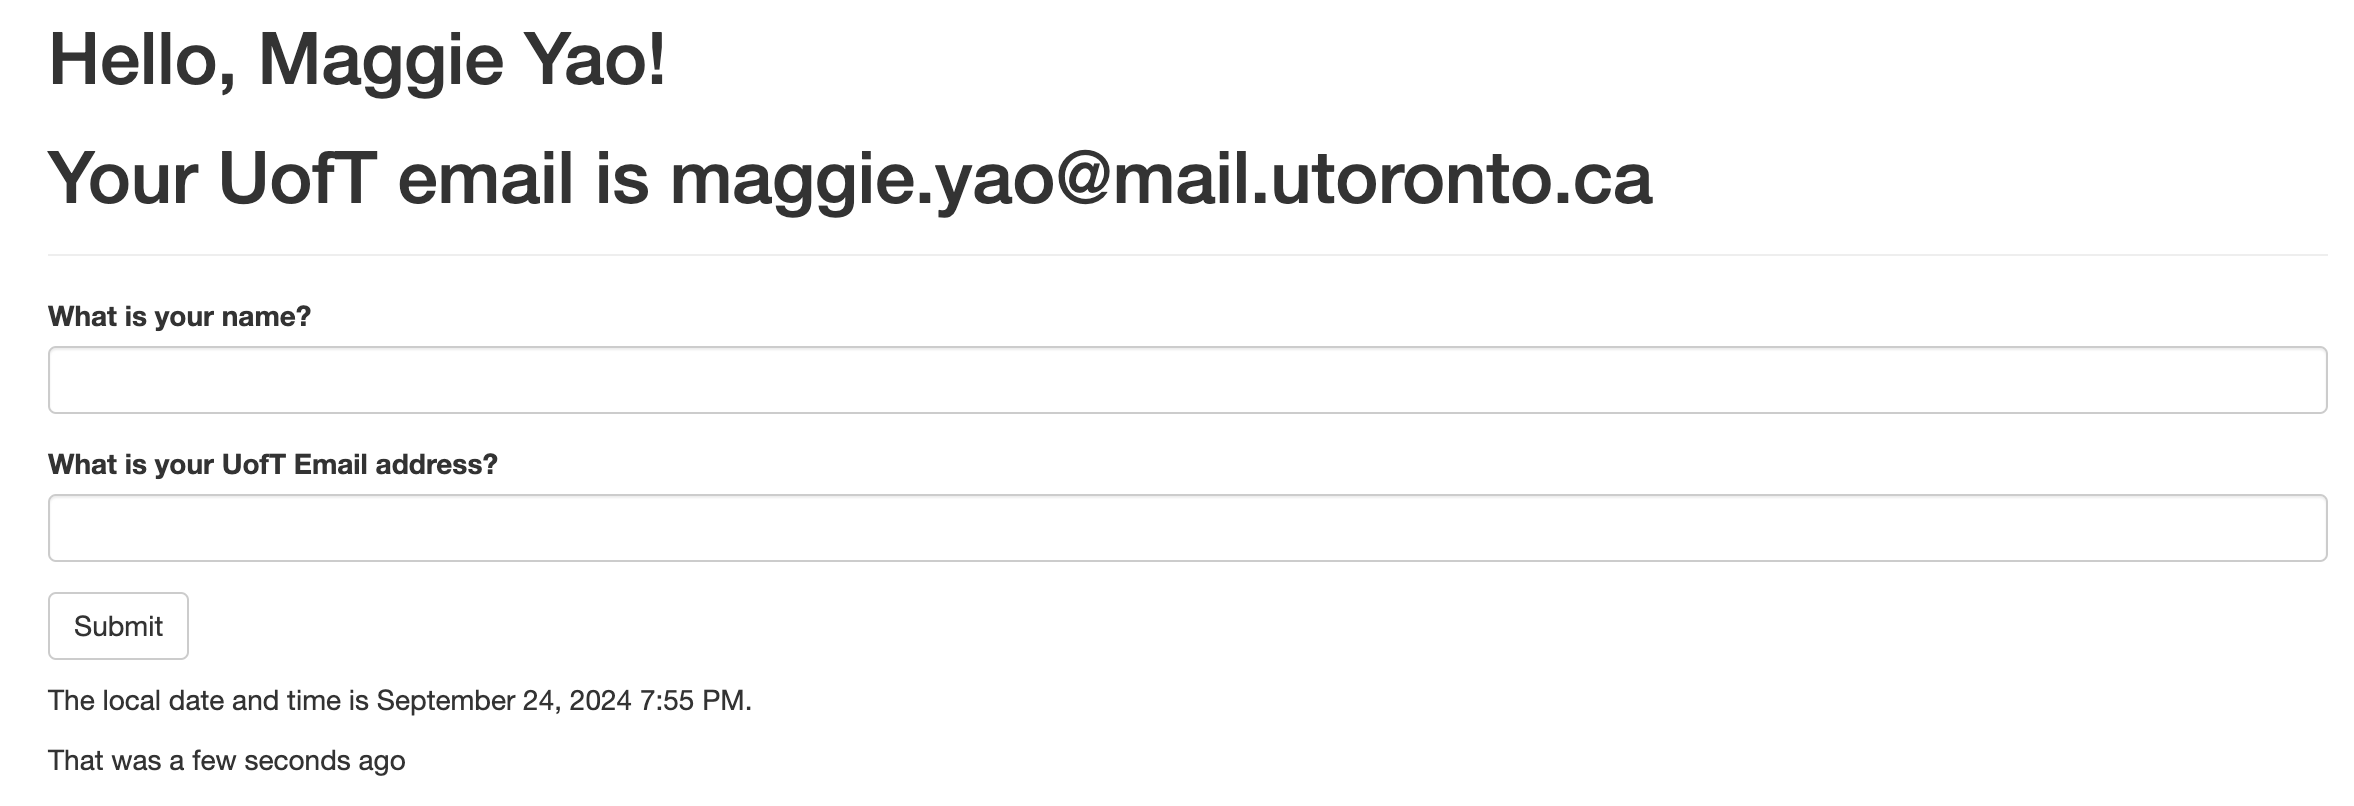 Hello, Maggie Yao!
Your UofT email is maggie.yao@mail.utoronto.ca
What is your name?
What is your UofT Email address?
Submit
The local date and time is September 24, 2024 7:55 PM.
That was a few seconds ago